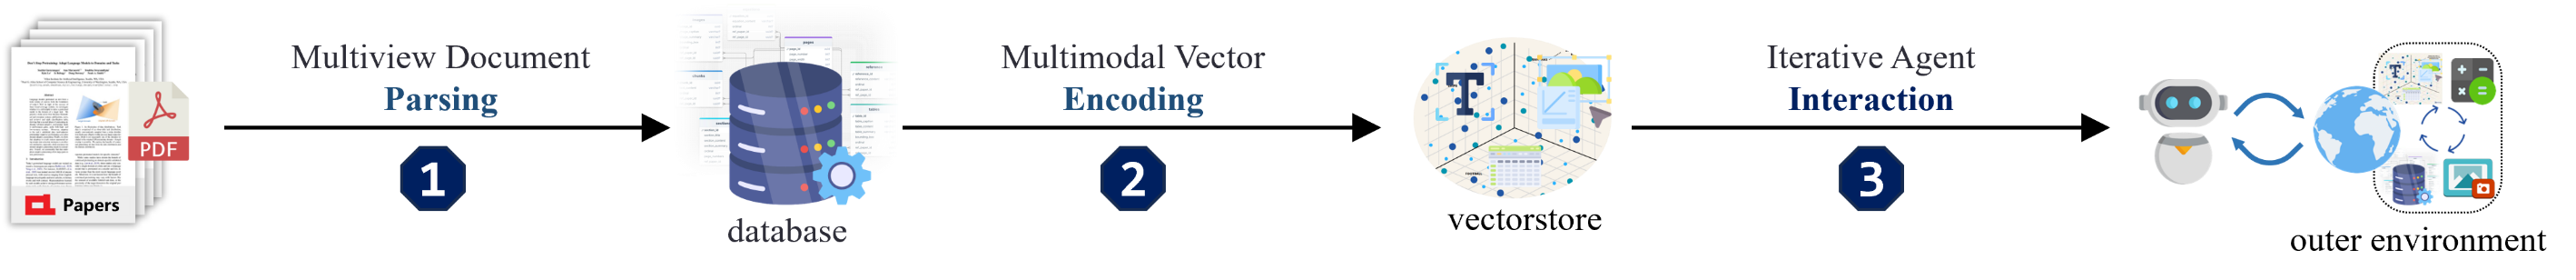 Multiview Document
Parsing
1
PDF
Papers
database
Multimodal Vector
Encoding
2
vectorstore
Iterative Agent
Interaction
3
outer environment